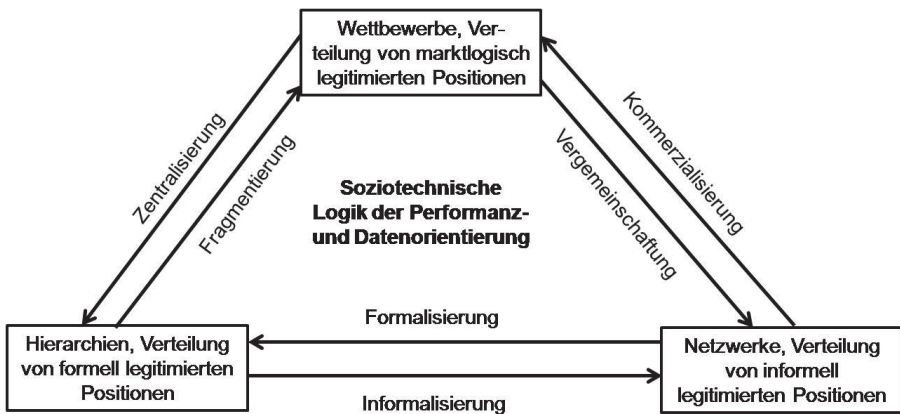 Wettbewerbe, Ver-
teilung von marktlogisch
legitimierten Positionen
Zentralisierung
Fragmentierung
Soziotechnische
Logik der Performanz-
und Datenorientierung
Vergemeinschaftung
Kommerzialisierung
Formalisierung
Hierarchien, Verteilung
von formell legitimierten
Positionen
Netzwerke, Verteilung
von informell
legitimierten Positionen
Informalisierung